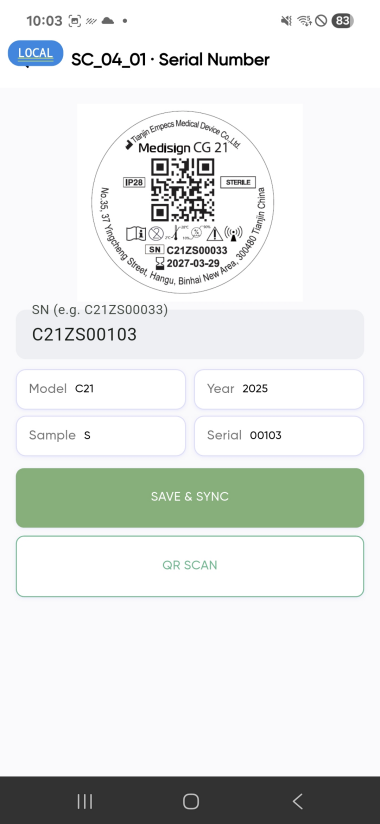 10:03
83
LOCAL
SC_04_01 · Serial Number
Tianjin Empecs Medical Device Co., Ltd.
Medisign CG 21
IP28
STERILE
SN C21ZS00033
2027-03-29
No.35, 37 Yingcheng Street, Hangu, Binhai New Area, 300480 Tianjin China
SN (e.g. C21ZS00033)
C21ZS00103
Model C21
Year 2025
Sample S
Serial 00103
SAVE & SYNC
QR SCAN